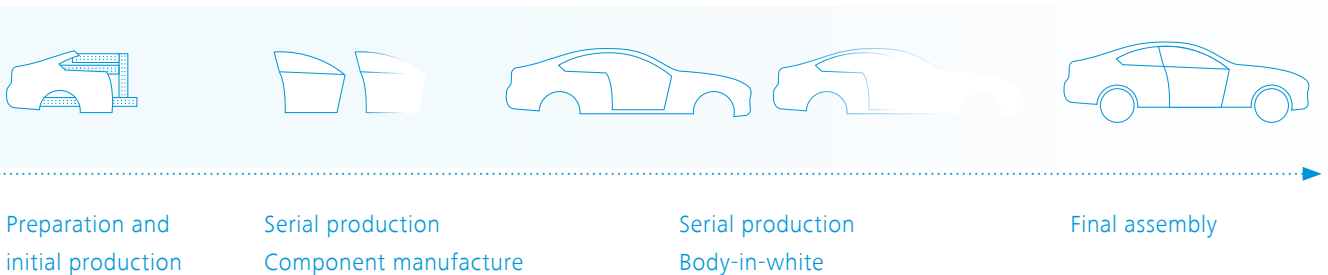 Preparation and
initial production
Serial production
Component manufacture
Serial production
Body-in-white
Final assembly